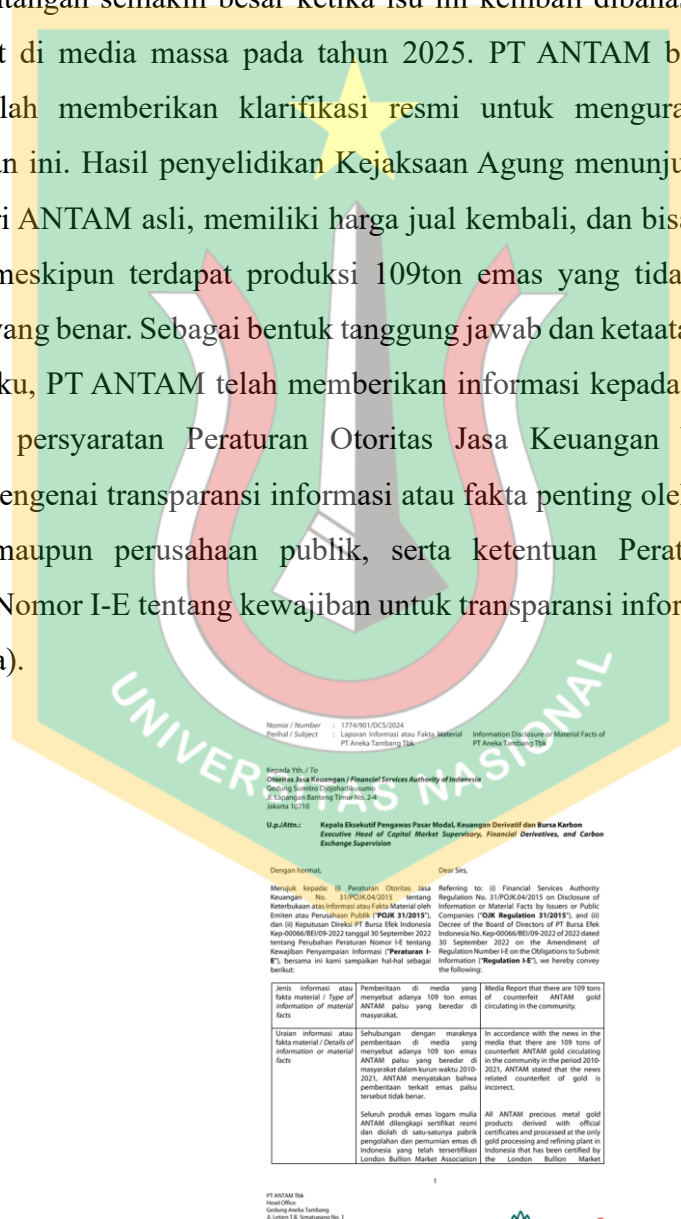 tangan semakin besar ketika isu ini kembali dibahas
t di media massa pada tahun 2025. PT ANTAM b
lah memberikan klarifikasi resmi untuk mengura
n ini. Hasil penyelidikan Kejaksaan Agung menunju
ri ANTAM asli, memiliki harga jual kembali, dan bisa
meskipun terdapat produksi 109ton emas yang tida
yang benar. Sebagai bentuk tanggung jawab dan ketaata
ku, PT ANTAM telah memberikan informasi kepada
persyaratan Peraturan Otoritas Jasa Keuangan
engenai transparansi informasi atau fakta penting oleh
maupun perusahaan publik, serta ketentuan Perat
Nomor I-E tentang kewajiban untuk transparansi infor
a).
UNIVERSITAS NASIONAL
Nomor / Number : 1774/901/DCS/2024
Perihal / Subject : Laporan Informasi atau Fakta Material Information Disclosure or Material Facts of
PT Aneka Tambang Tbk PT Aneka Tambang Tbk
Kepada Yth./ To
Otoritas Jasa Keuangan / Financial Services Authority of Indonesia
Gedung Sumitro Djojohadikusumo
Jl. Lapangan Banteng Timur No. 2-4
Jakarta 10710
U.p./Attn.: Kepala Eksekutif Pengawas Pasar Modal, Keuangan Derivatif dan Bursa Karbon
Executive Head of Capital Market Supervisory, Financial Derivatives, and Carbon
Exchange Supervision
Dengan hormat,
Merujuk kepada: (i) Peraturan Otoritas Jasa
Keuangan No. 31/POJK.04/2015 tentang
Keterbukaan atas Informasi atau Fakta Material oleh
Emiten atau Perusahaan Publik ("POJK 31/2015"),
dan (ii) Keputusan Direksi PT Bursa Efek Indonesia
Kep-00066/BEI/09-2022 tanggal 30 September 2022
tentang Perubahan Peraturan Nomor I-E tentang
Kewajiban Penyampaian Informasi ("Peraturan I-
E"), bersama ini kami sampaikan hal-hal sebagai
berikut:
Dear Sirs,
Referring to: (i) Financial Services Authority
Regulation No. 31/POJK.04/2015 on Disclosure of
Information or Material Facts by Issuers or Public
Companies ("OJK Regulation 31/2015"), and (ii)
Decree of the Board of Directors of PT Bursa Efek
Indonesia No. Kep-00066/BEI/09-2022 of 2022 dated
30 September 2022 on the Amendment of
Regulation Number I-E on the Obligations to Submit
Information ("Regulation I-E"), we hereby convey
the following:
Jenis informasi atau
fakta material / Type of
information of material
facts
Pemberitaan di media yang
menyebut adanya 109 ton emas
ANTAM palsu yang beredar di
masyarakat.
Media Report that there are 109 tons
of counterfeit ANTAM gold
circulating in the community.
Uraian informasi atau
fakta material / Details of
information or material
facts
Sehubungan dengan maraknya
pemberitaan di media yang
menyebut adanya 109 ton emas
ANTAM palsu yang beredar di
masyarakat dalam kurun waktu 2010-
2021, ANTAM menyatakan bahwa
pemberitaan terkait emas palsu
tersebut tidak benar.
Seluruh produk emas logam mulia
ANTAM dilengkapi sertifikat resmi
dan diolah di satu-satunya pabrik
pengolahan dan pemurnian emas di
Indonesia yang telah tersertifikasi
London Bullion Market Association
In accordance with the news in the
media that there are 109 tons of
counterfeit ANTAM gold circulating
in the community in the period 2010-
2021, ANTAM stated that the news
related counterfeit of gold is
incorrect.
All ANTAM precious metal gold
products derived with official
certificates and processed at the only
gold processing and refining plant in
Indonesia that has been certified by
the London Bullion Market
1
PT ANTAM Tbk
Head Office
Gedung Aneka Tambang
Jl. Letjen T.B. Simatupang No. 1